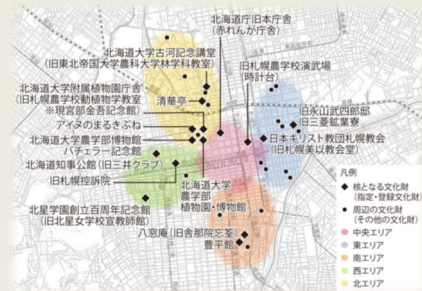 北海道庁旧本庁舎
(赤れんが庁舎)
北海道大学古河記念講堂
(旧東北帝国大学農科大学林学科教室)
旧札幌農学校演武場
(時計台)
北海道大学附属植物園庁舎
(旧札幌農学校動植物学教室
※現宮部金吾記念館)
清華亭
旧永山武四郎邸
旧三菱鉱業寮
アイヌのまるきぶね
北海道大学農学部博物館
バチェラー記念館
日本キリスト教団札幌教会
(旧札幌美以教会堂)
北海道知事公館(旧三井クラブ)
旧札幌控訴院
北海道大学
農学部
植物園・博物館
北星学園創立百周年記念館
(旧北星女学校宣教師館)
八窓庵(旧舎那院忘筌)
豊平館
凡例
◆ 核となる文化財
(指定・登録文化財)
• 周辺の文化財
(その他の文化財)
中央エリア
東エリア
南エリア
西エリア
北エリア